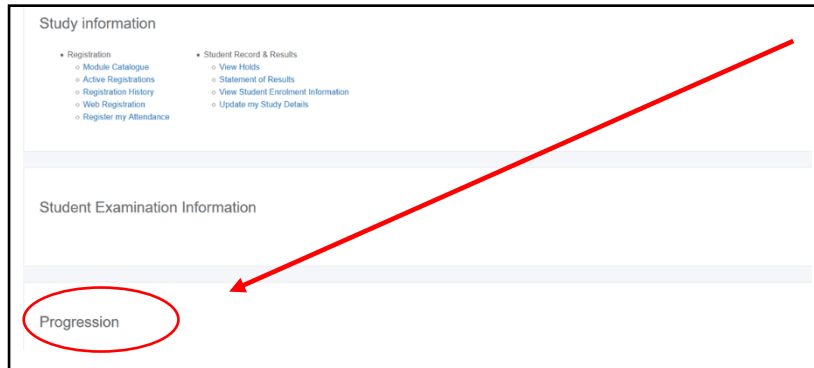 Study information
Registration
Module Catalogue
Active Registrations
Registration History
Web Registration
Register my Attendance
Student Record & Results
View Holds
Statement of Results
View Student Enrolment Information
Update my Study Details
Student Examination Information
Progression